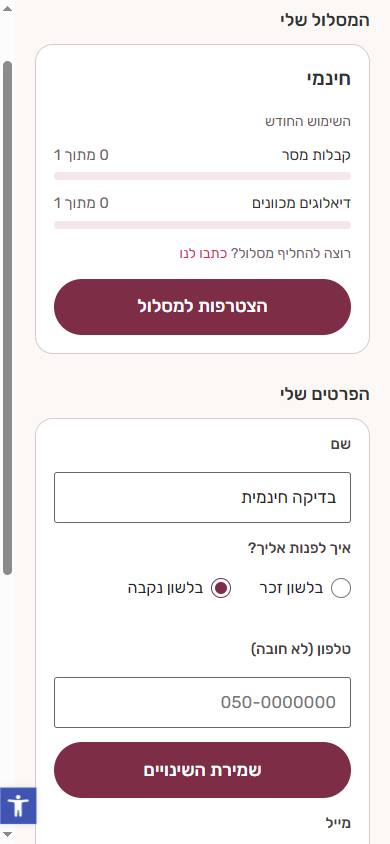 המסלול שלי
חינמי
השימוש החודש
קבלות מסר
0 מתוך 1
דיאלוגים מכוונים
0 מתוך 1
רוצה להחליף מסלול? כתבו לנו
הצטרפות למסלול
הפרטים שלי
שם
בדיקה חינמית
איך לפנות אליך?
בלשון זכר
בלשון נקבה
טלפון (לא חובה)
050-0000000
שמירת השינויים
מייל